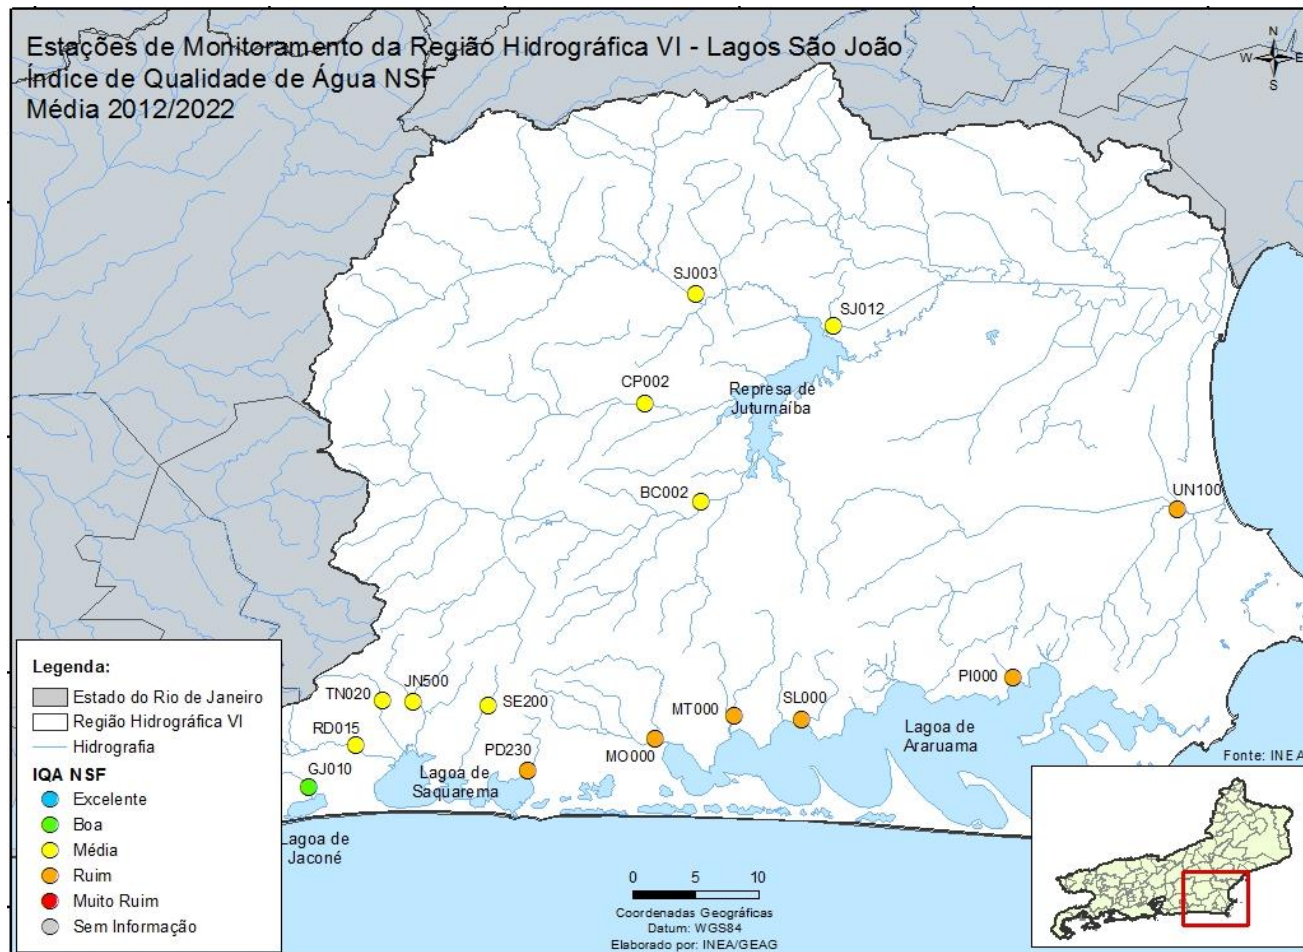 Estações de Monitoramento da Região Hidrográfica VI - Lagos São João
Índice de Qualidade de Água NSF
Média 2012/2022
N
W
E
S
SJ003
SJ012
CP002
Represa de
Juturnaíba
BC002
UN100
TN020
JN500
SE200
RD015
PD230
GJ010
MO000
MT000
SL000
PI000
Lagoa de
Araruama
Lagoa de
Saquarema
Lagoa de
Jaconé
Fonte: INEA
Legenda:
Estado do Rio de Janeiro
Região Hidrográfica VI
Hidrografia
IQA NSF
Excelente
Boa
Média
Ruim
Muito Ruim
Sem Informação
0 5 10
Coordenadas Geográficas
Datum: WGS84
Elaborado por: INEA/GEAG